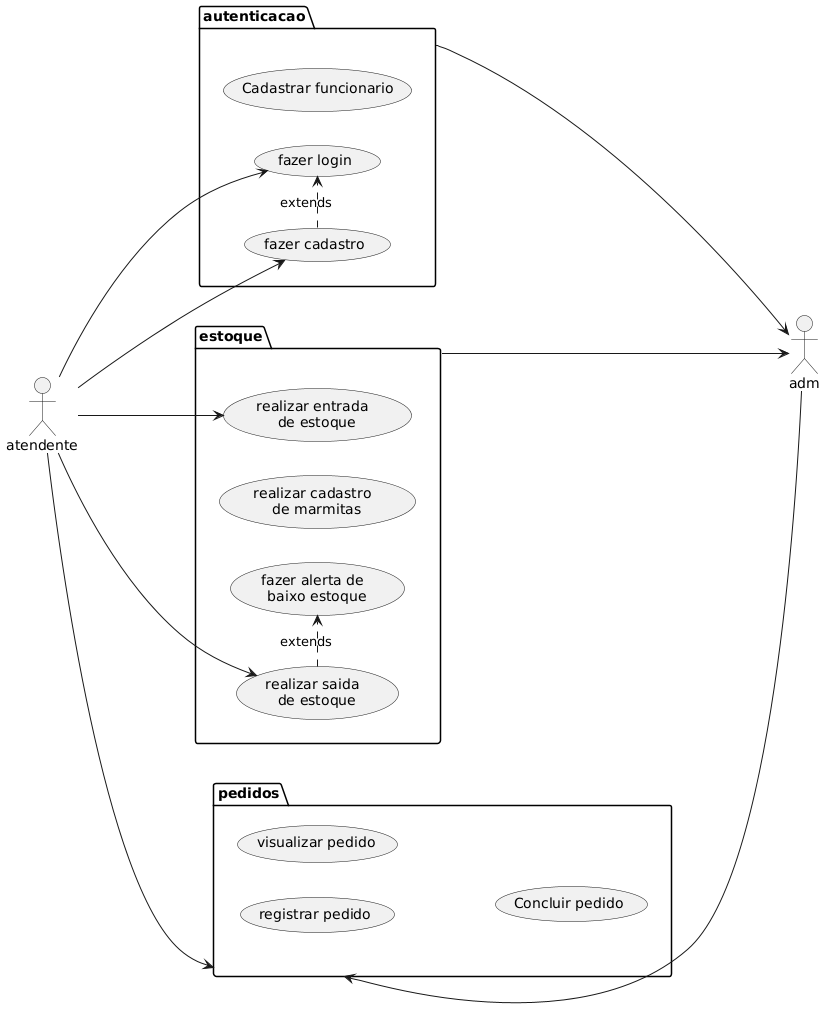 autenticacao
Cadastrar funcionario
fazer login
extends
fazer cadastro
estoque
realizar entrada
de estoque
realizar cadastro
de marmitas
fazer alerta de
baixo estoque
extends
realizar saida
de estoque
atendente
adm
pedidos
visualizar pedido
registrar pedido
Concluir pedido